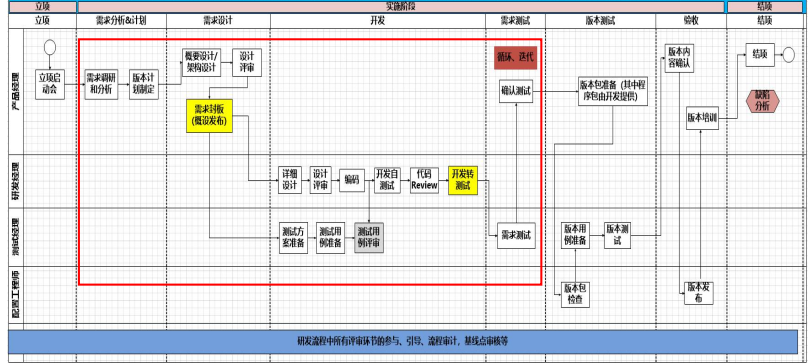 立项
实施阶段
结项
立项
需求分析&计划
需求设计
开发
需求测试
版本测试
验收
结项
产品经理
立项启
动会
需求调研
和分析
版本计
划制定
概要设计/
架构设计
设计
评审
需求封版
(概设发布)
循环、迭代
确认测试
版本包准备（其中程
序包由开发提供）
版本内
容确认
版本培训
结项
缺陷
分析
研发经理
详细
设计
设计
评审
编码
开发自
测试
代码
Review
开发转
测试
测试经理
测试方
案准备
测试用
例准备
测试用
例评审
需求测试
版本用
例准备
版本测
试
配置工程师
版本包
检查
版本发
布
研发流程中所有评审环节的参与、引导、流程审计，基线点审核等